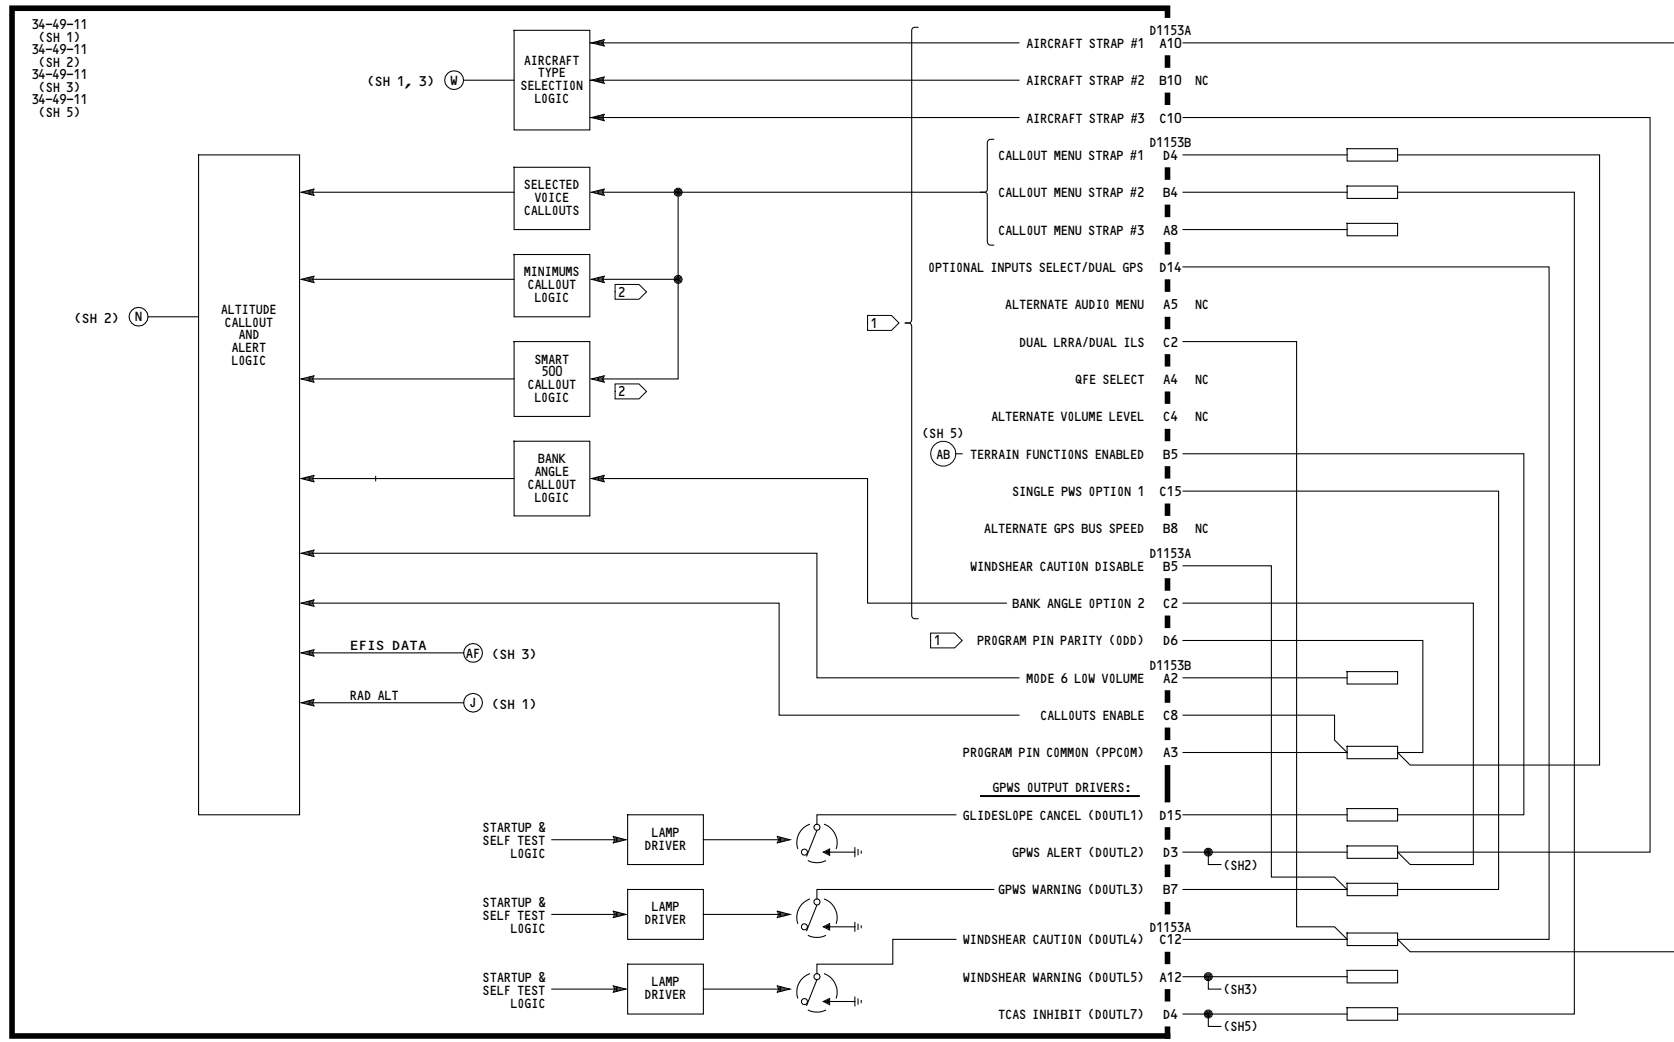 34-49-11
(SH 1)
34-49-11
(SH 2)
34-49-11
(SH 3)
34-49-11
(SH 5)
(SH 1, 3) W
AIRCRAFT
TYPE
SELECTION
LOGIC
D1153A
AIRCRAFT STRAP #1 A10
AIRCRAFT STRAP #2 B10 NC
AIRCRAFT STRAP #3 C10
D1153B
CALLOUT MENU STRAP #1 D4
CALLOUT MENU STRAP #2 B4
CALLOUT MENU STRAP #3 A8
OPTIONAL INPUTS SELECT/DUAL GPS D14
ALTERNATE AUDIO MENU A5 NC
DUAL LRRA/DUAL ILS C2
QFE SELECT A4 NC
ALTERNATE VOLUME LEVEL C4 NC
(SH 5)
AB TERRAIN FUNCTIONS ENABLED B5
SINGLE PWS OPTION 1 C15
ALTERNATE GPS BUS SPEED B8 NC
D1153A
WINDSHEAR CAUTION DISABLE B5
BANK ANGLE OPTION 2 C2
1 PROGRAM PIN PARITY (ODD) D6
D1153B
MODE 6 LOW VOLUME A2
CALLOUTS ENABLE C8
PROGRAM PIN COMMON (PPCOM) A3
GPWS OUTPUT DRIVERS:
GLIDESLOPE CANCEL (DOUTL1) D15
GPWS ALERT (DOUTL2) D3
(SH2)
GPWS WARNING (DOUTL3) B7
D1153A
WINDSHEAR CAUTION (DOUTL4) C12
WINDSHEAR WARNING (DOUTL5) A12
(SH3)
TCAS INHIBIT (DOUTL7) D4
(SH5)
1
SELECTED
VOICE
CALLOUTS
MINIMUMS
CALLOUT
LOGIC
2
SMART
500
CALLOUT
LOGIC
2
BANK
ANGLE
CALLOUT
LOGIC
(SH 2) N
ALTITUDE
CALLOUT
AND
ALERT
LOGIC
EFIS DATA AF (SH 3)
RAD ALT J (SH 1)
STARTUP &
SELF TEST
LOGIC
LAMP
DRIVER
STARTUP &
SELF TEST
LOGIC
LAMP
DRIVER
STARTUP &
SELF TEST
LOGIC
LAMP
DRIVER